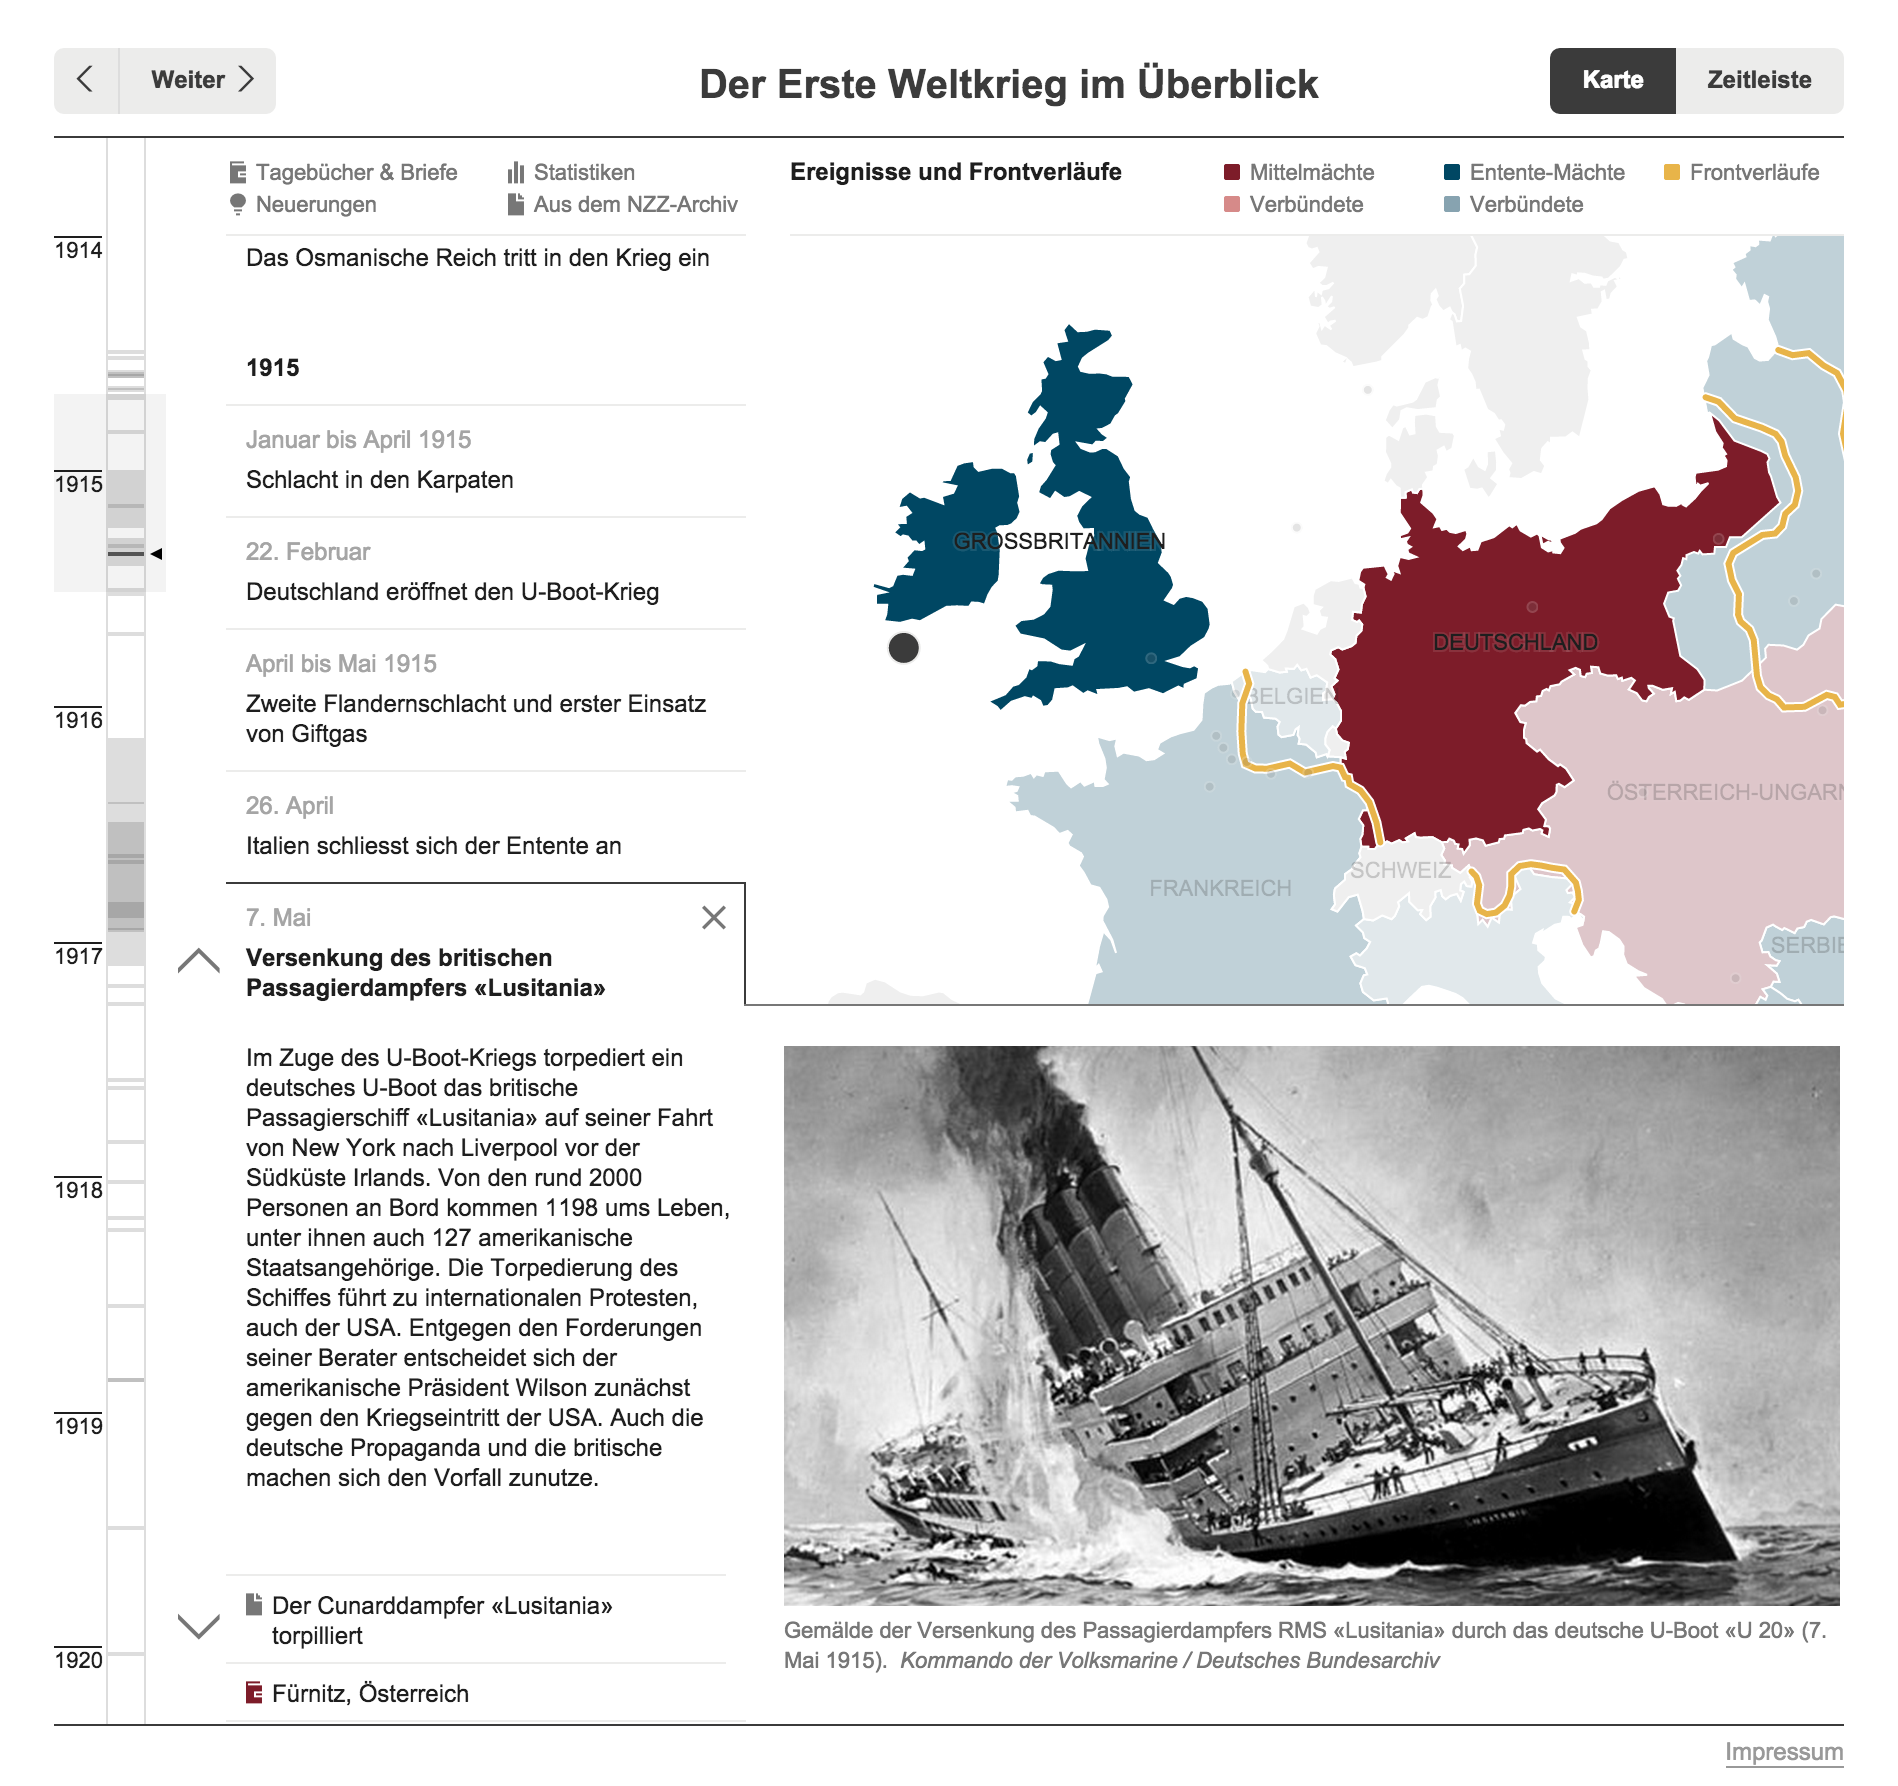 Weiter
Der Erste Weltkrieg im Überblick
Karte
Zeitleiste
Tagebücher & Briefe
Statistiken
Neuerungen
Aus dem NZZ-Archiv
Ereignisse und Frontverläufe
Mittelmächte
Entente-Mächte
Frontverläufe
Verbündete
Verbündete
1914
1915
1916
1917
1918
1919
1920
Das Osmanische Reich tritt in den Krieg ein
1915
Januar bis April 1915
Schlacht in den Karpaten
22. Februar
Deutschland eröffnet den U-Boot-Krieg
April bis Mai 1915
Zweite Flandernschlacht und erster Einsatz
von Giftgas
26. April
Italien schliesst sich der Entente an
7. Mai
Versenkung des britischen
Passagierdampfers «Lusitania»
Im Zuge des U-Boot-Kriegs torpediert ein
deutsches U-Boot das britische
Passagierschiff «Lusitania» auf seiner Fahrt
von New York nach Liverpool vor der
Südküste Irlands. Von den rund 2000
Personen an Bord kommen 1198 ums Leben,
unter ihnen auch 127 amerikanische
Staatsangehörige. Die Torpedierung des
Schiffes führt zu internationalen Protesten,
auch der USA. Entgegen den Forderungen
seiner Berater entscheidet sich der
amerikanische Präsident Wilson zunächst
gegen den Kriegseintritt der USA. Auch die
deutsche Propaganda und die britische
machen sich den Vorfall zunutze.
Der Cunarddampfer «Lusitania»
torpilliert
Fürnitz, Österreich
GROSSBRITANNIEN
DEUTSCHLAND
BELGIEN
ÖSTERREICH-UNGARN
SCHWEIZ
FRANKREICH
SERBIE
LUSITANIA
Gemälde der Versenkung des Passagierdampfers RMS «Lusitania» durch das deutsche U-Boot «U 20» (7.
Mai 1915). Kommando der Volksmarine / Deutsches Bundesarchiv
Impressum